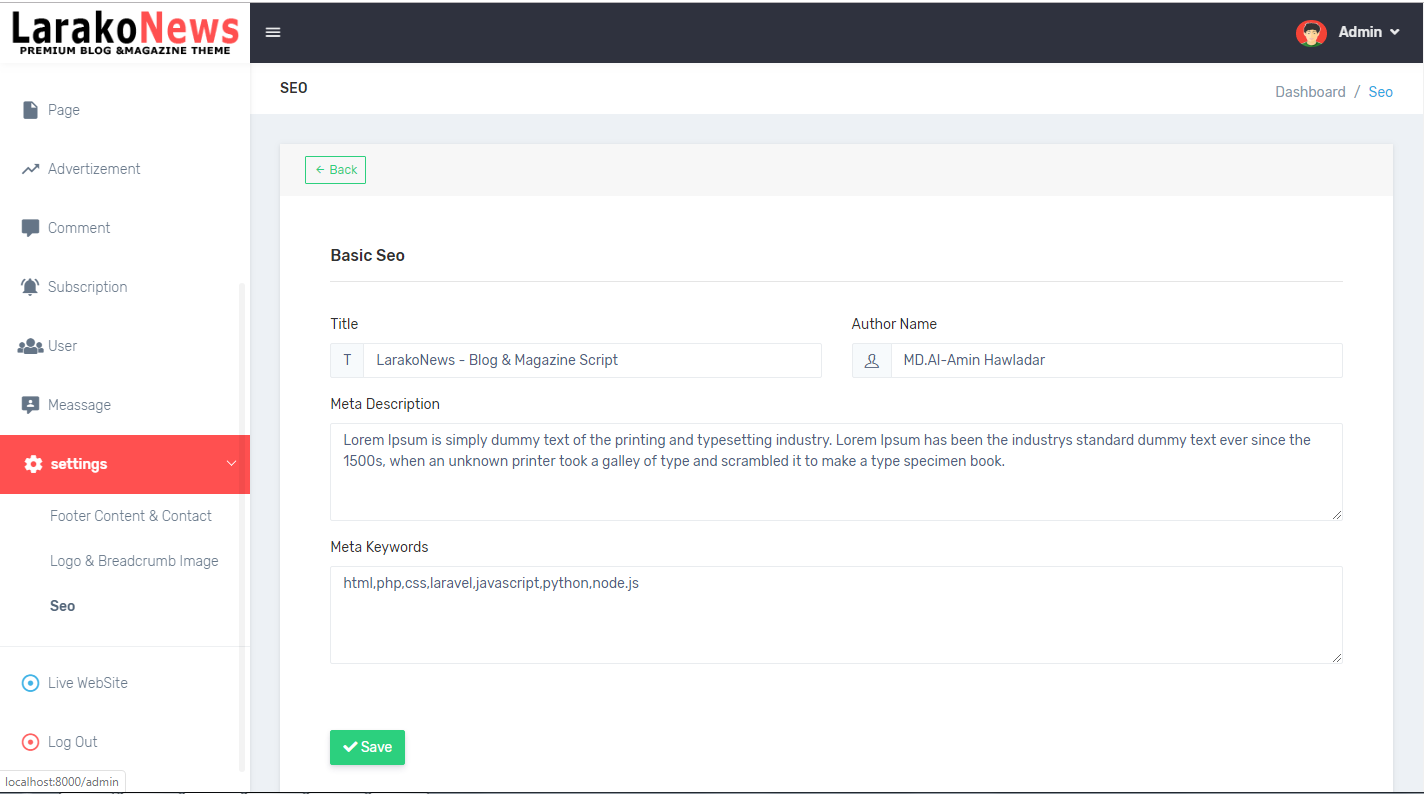 LarakoNews
PREMIUM BLOG &MAGAZINE THEME
Admin
SEO
Dashboard / Seo
Page
Advertizement
Comment
Subscription
User
Meassage
settings
Footer Content & Contact
Logo & Breadcrumb Image
Seo
Live WebSite
Log Out
localhost:8000/admin
Back
Basic Seo
Title
Author Name
T LarakoNews - Blog & Magazine Script
MD.Al-Amin Hawladar
Meta Description
Lorem Ipsum is simply dummy text of the printing and typesetting industry. Lorem Ipsum has been the industrys standard dummy text ever since the
1500s, when an unknown printer took a galley of type and scrambled it to make a type specimen book.
Meta Keywords
html,php,css,laravel,javascript,python,node.js
Save